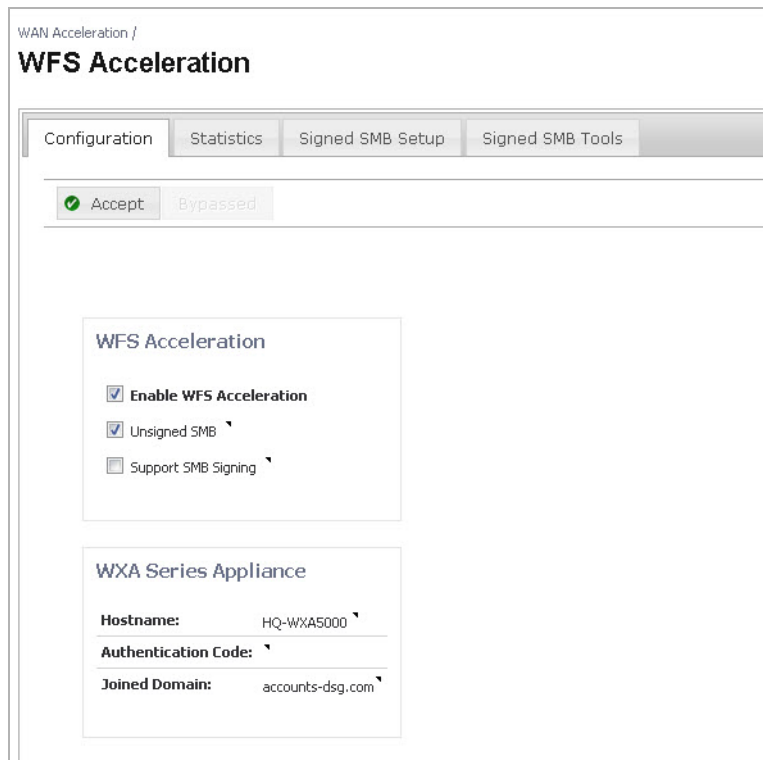 WAN Acceleration /
WFS Acceleration
Configuration Statistics Signed SMB Setup Signed SMB Tools
Accept Bypassed
WFS Acceleration
Enable WFS Acceleration
Unsigned SMB
Support SMB Signing
WXA Series Appliance
Hostname: HQ-WXA5000
Authentication Code:
Joined Domain: accounts-dsg.com